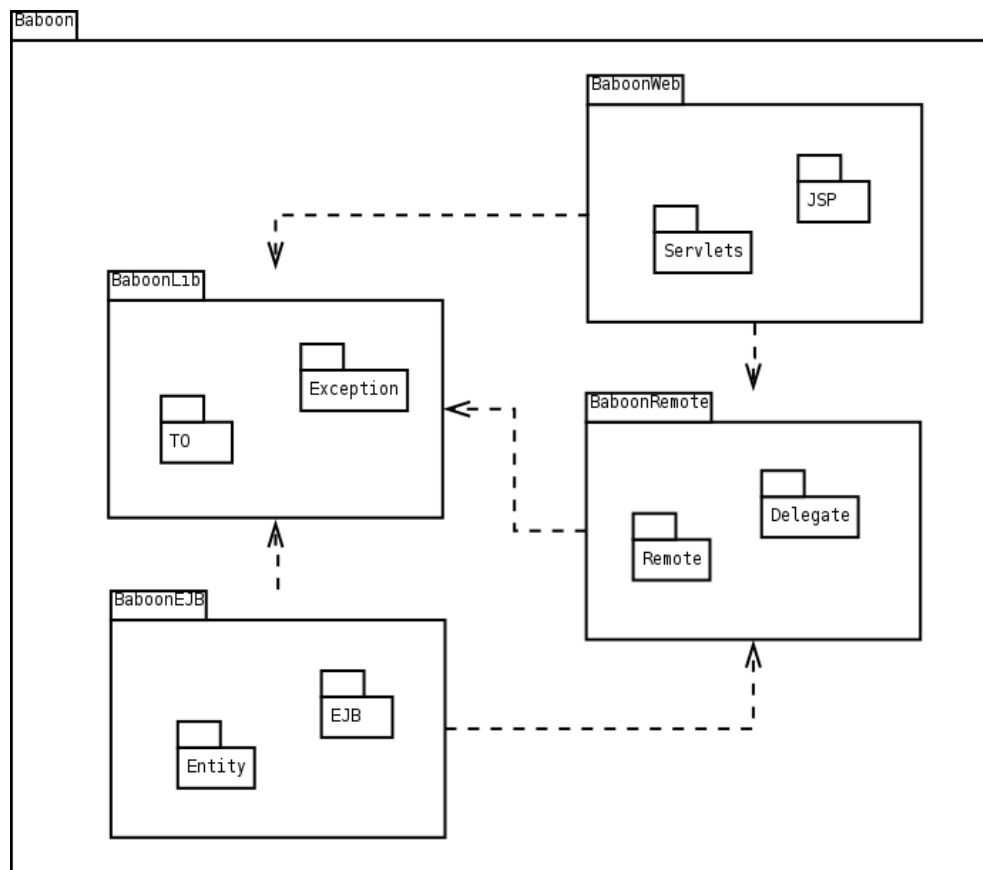 Baboon
BaboonWeb
JSP
Servlets
BaboonLib
Exception
TO
BaboonRemote
Delegate
Remote
BaboonEJB
EJB
Entity